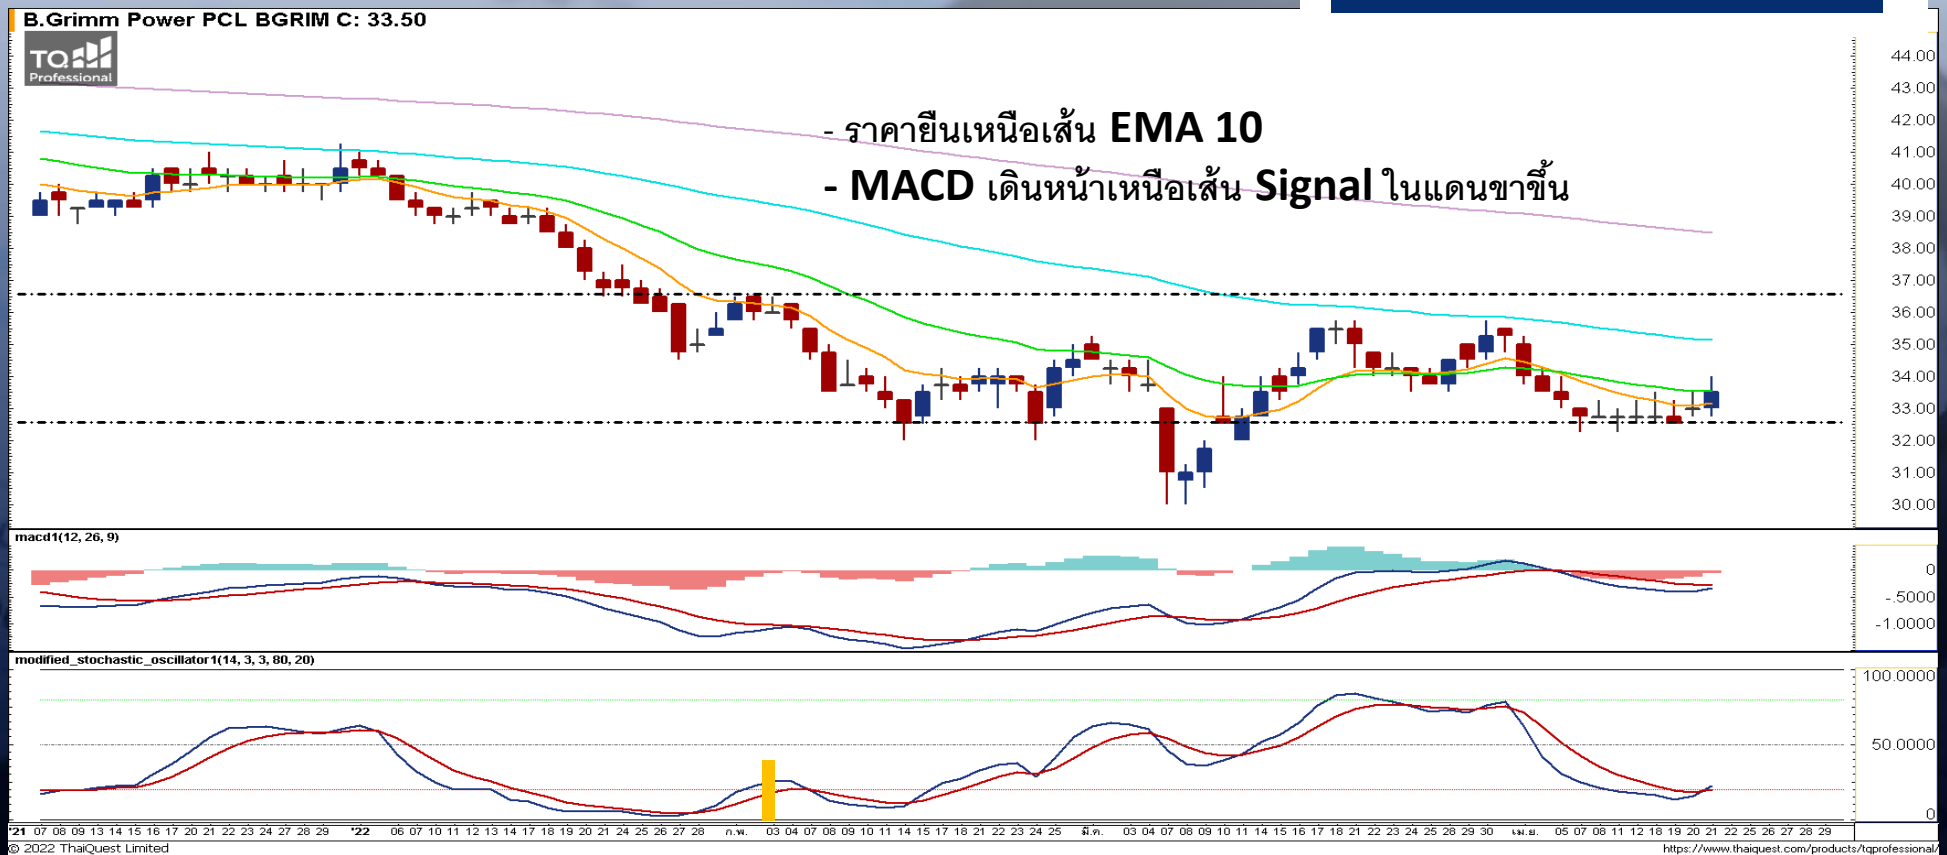 B.Grimm Power PCL BGRIM C: 33.50
TQ
Professional
- ราคายืนเหนือเส้น EMA 10
- MACD เดินหน้าเหนือเส้น Signal ในแดนขาขึ้น
44.00
43.00
42.00
41.00
40.00
39.00
38.00
37.00
36.00
35.00
34.00
33.00
32.00
31.00
30.00
macd1(12, 26, 9)
0
-.5000
-1.0000
modified_stochastic_oscillator1(14, 3, 3, 80, 20)
100.0000
50.0000
0
'21 07 08 09 13 14 15 16 17 20 21 22 23 24 27 28 29 '22 06 07 10 11 12 13 14 17 18 19 20 21 24 25 26 27 28 ก.พ. 03 04 07 08 09 10 11 14 15 17 18 21 22 23 24 25 มี.ค. 03 04 07 08 09 10 11 14 15 16 17 18 21 22 23 24 25 28 29 30 เม.ย. 05 07 08 11 12 18 19 20 21 22 25 26 27 28 29
© 2022 ThaiQuest Limited
https://www.thaiquest.com/products/tqprofessional/